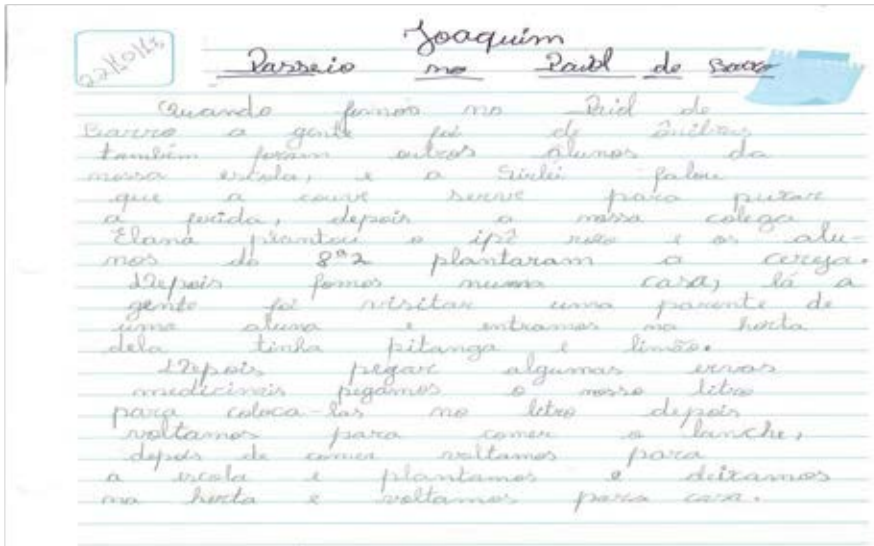 Joaquim
Passeio no Paiol de Barro
Quando fomos no Paiol de
Barro a gente foi de ônibus
também foram outros alunos da
nossa escola, e a falou
que a couve serve para puxar
a ferida, depois a nossa colega
Elana plantou o ipê roxo e os alu-
nos do 8º2 plantaram a cereja.
Depois fomos numa casa, lá a
gente foi visitar uma parente de
uma aluna e entramos na horta
dela tinha pitanga e limão.
Depois pegar algumas ervas
medicinais pegamos o nosso litro
para coloca-las no litro depois
voltamos para comer o lanche,
depois de comer voltamos para
a escola e plantamos e deixamos
na horta e voltamos para casa.